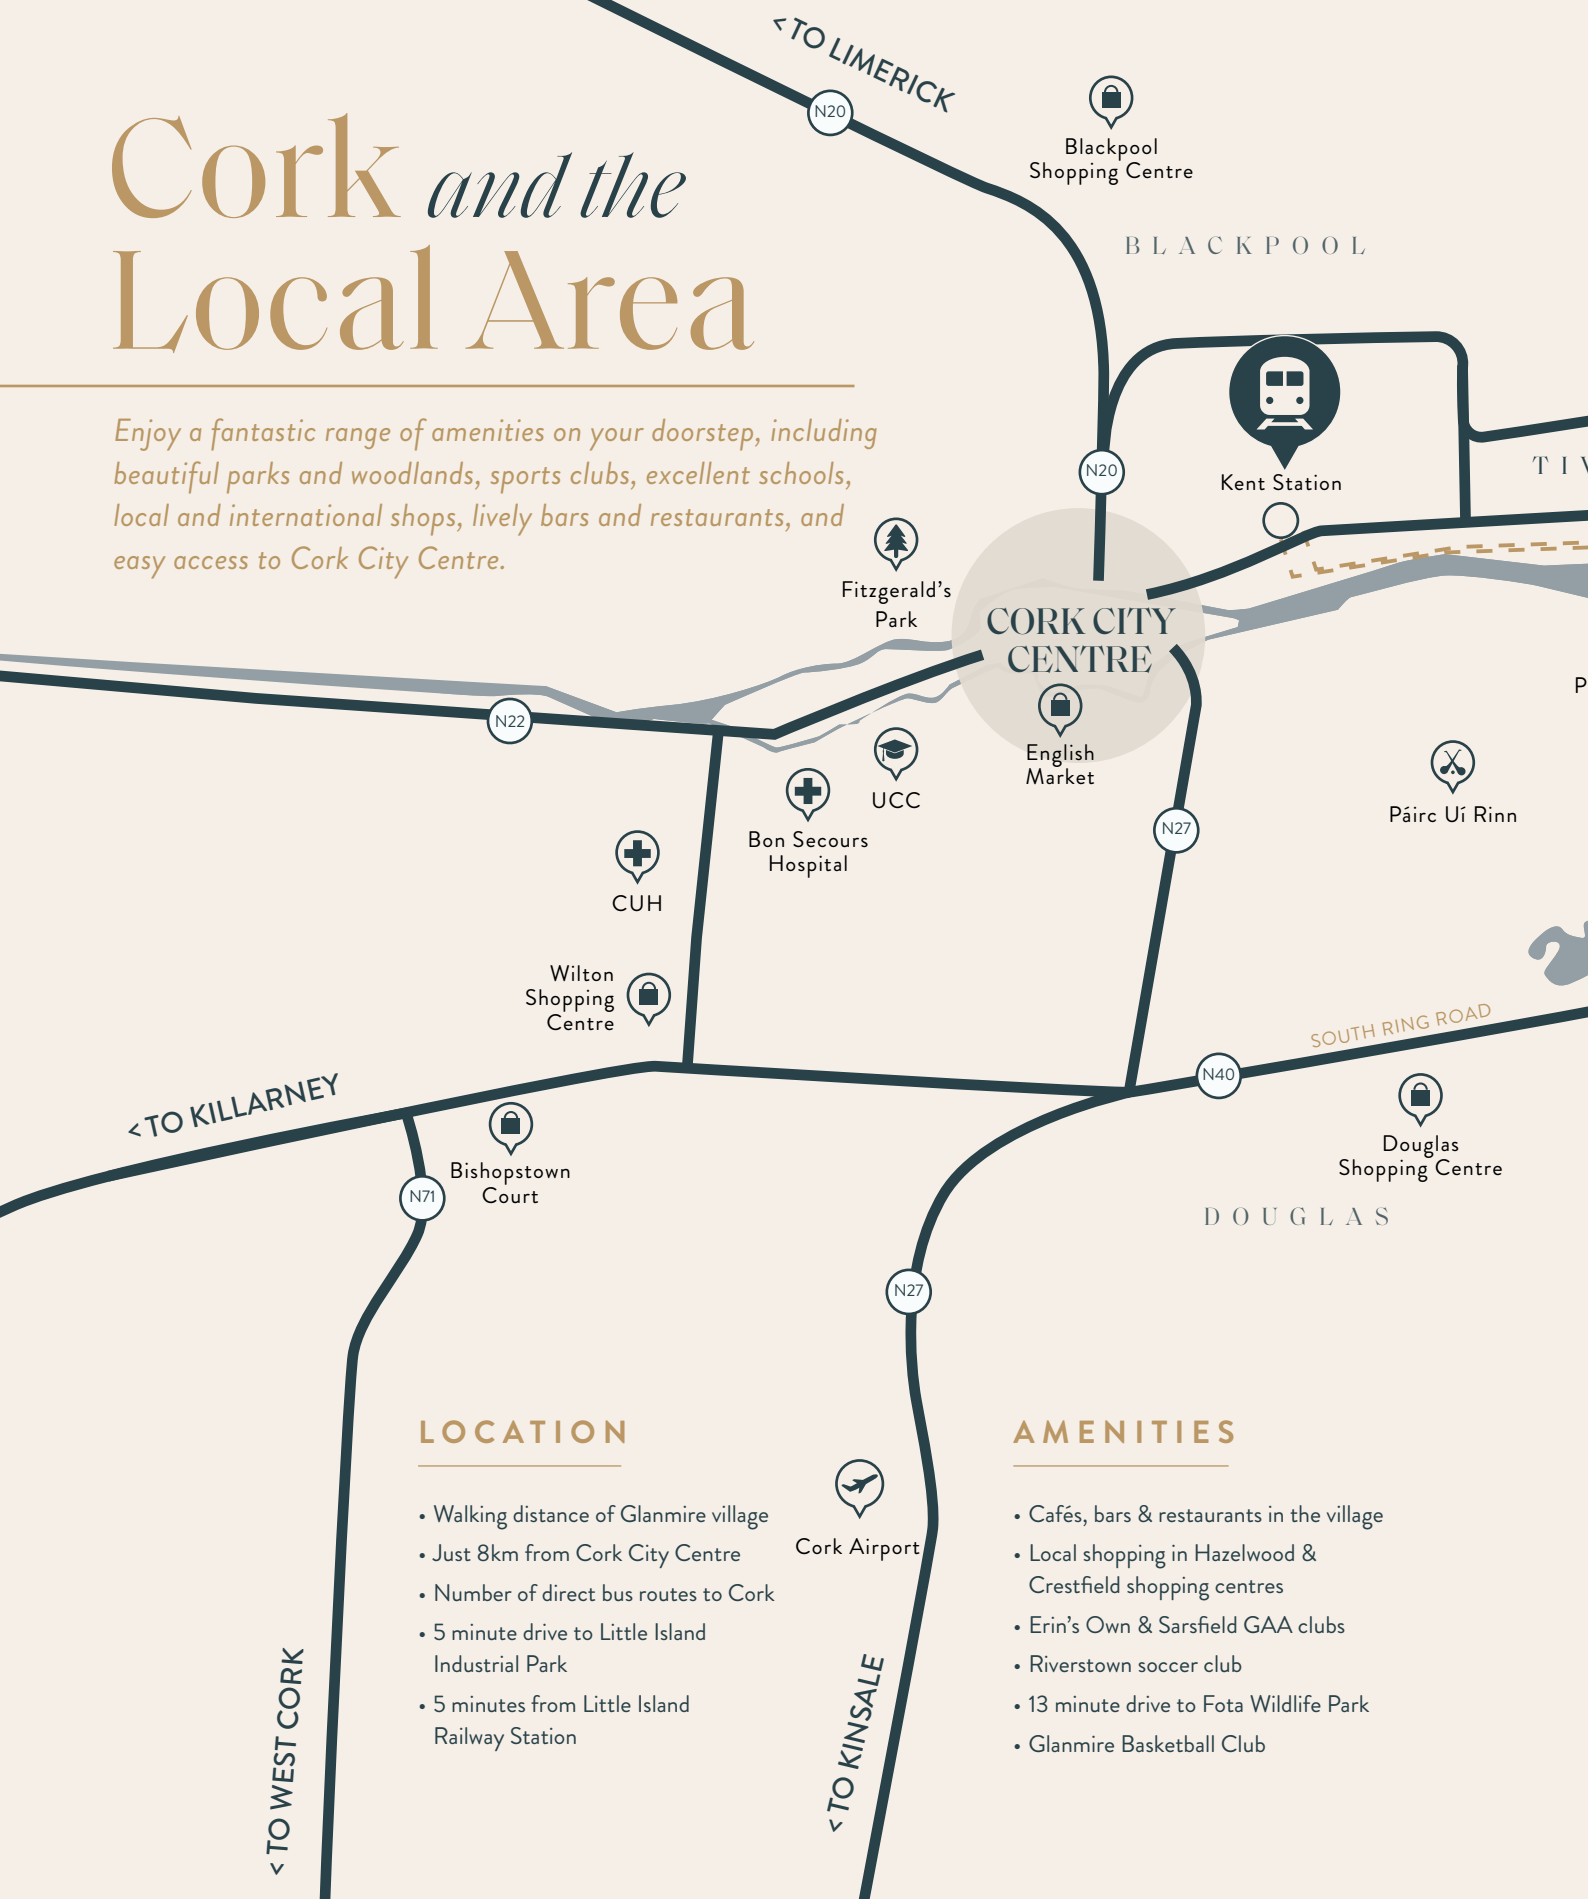 < TO LIMERICK
N20
Blackpool
Shopping Centre
Cork and the
Local Area
BLACKPOOL
Enjoy a fantastic range of amenities on your doorstep, including
beautiful parks and woodlands, sports clubs, excellent schools,
local and international shops, lively bars and restaurants, and
easy access to Cork City Centre.
N20
Kent Station
TIV
Fitzgerald's
Park
CORK CITY
CENTRE
P
N22
English
Market
UCC
Bon Secours
Hospital
Páirc Uí Rinn
N27
CUH
Wilton
Shopping
Centre
SOUTH RING ROAD
N40
< TO KILLARNEY
Bishopstown
Court
N71
Douglas
Shopping Centre
DOUGLAS
N27
LOCATION
• Walking distance of Glanmire village
• Just 8km from Cork City Centre
• Number of direct bus routes to Cork
• 5 minute drive to Little Island
Industrial Park
• 5 minutes from Little Island
Railway Station
Cork Airport
AMENITIES
• Cafés, bars & restaurants in the village
• Local shopping in Hazelwood &
Crestfield shopping centres
• Erin's Own & Sarsfield GAA clubs
• Riverstown soccer club
• 13 minute drive to Fota Wildlife Park
• Glanmire Basketball Club
< TO WEST CORK
< TO KINSALE